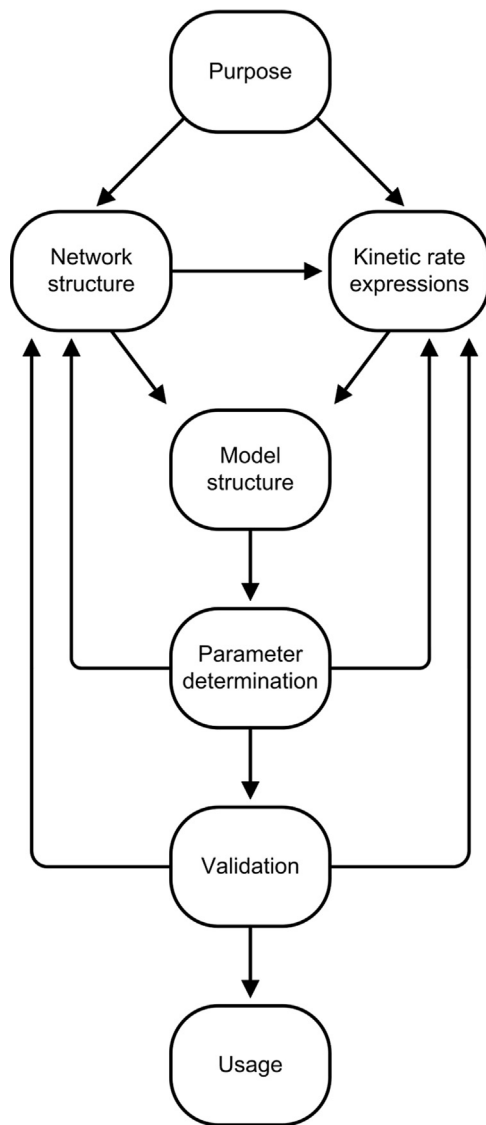 Purpose
Network
structure
Kinetic rate
expressions
Model
structure
Parameter
determination
Validation
Usage